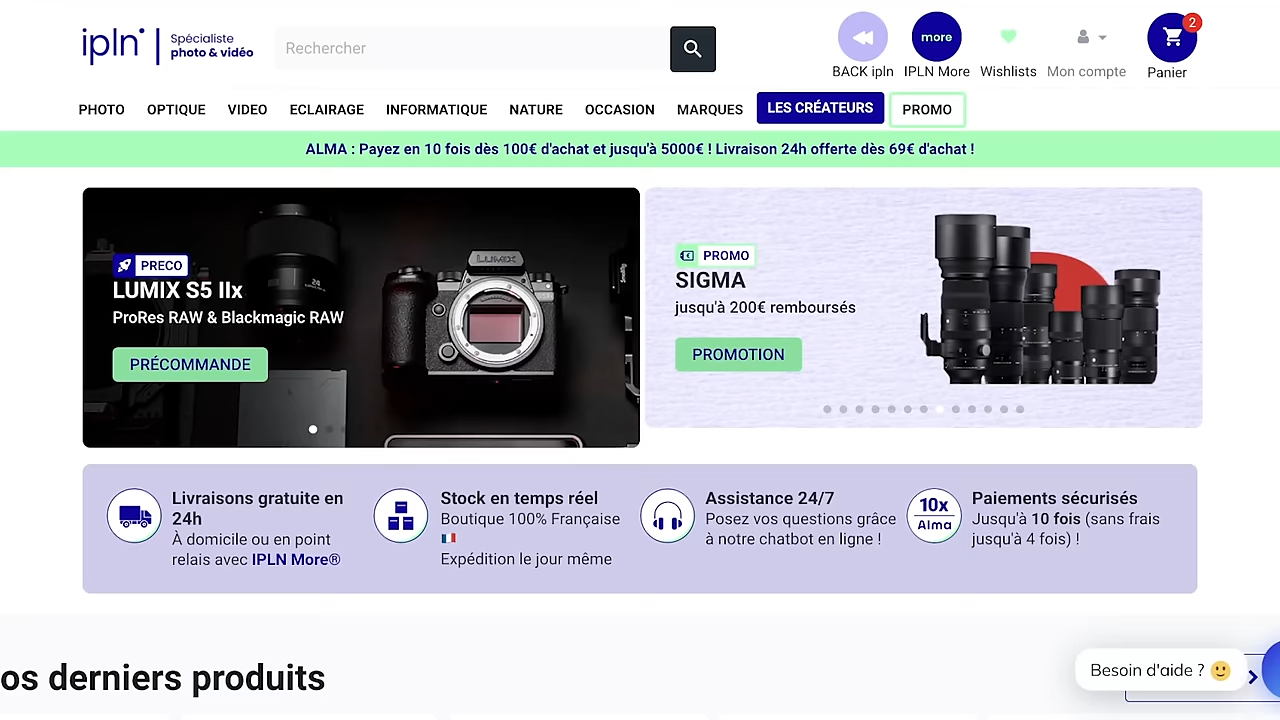 ipln
Spécialiste
photo & vidéo
Rechercher
more
2
BACK ipln
IPLN More
Wishlists
Mon compte
Panier
PHOTO
OPTIQUE
VIDEO
ECLAIRAGE
INFORMATIQUE
NATURE
OCCASION
MARQUES
LES CRÉATEURS
PROMO
ALMA : Payez en 10 fois dès 100€ d'achat et jusqu'à 5000€ ! Livraison 24h offerte dès 69€ d'achat !
PRECO
LUMIX S5 IIx
ProRes RAW & Blackmagic RAW
PRÉCOMMANDE
LUMIX
24
PROMO
SIGMA
jusqu'à 200€ remboursés
PROMOTION
Livraisons gratuite en
24h
À domicile ou en point
relais avec IPLN More®
Stock en temps réel
Boutique 100% Française
🇫🇷
Expédition le jour même
Assistance 24/7
Posez vos questions grâce
à notre chatbot en ligne !
10x
Alma
Paiements sécurisés
Jusqu'à 10 fois (sans frais
jusqu'à 4 fois) !
os derniers produits
Besoin d'aide ? 🙂